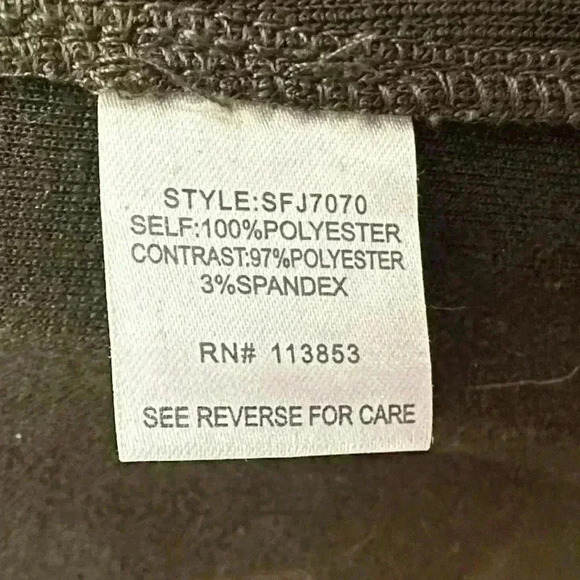 STYLE:SFJ7070
SELF:100%POLYESTER
CONTRAST:97%POLYESTER
3%SPANDEX
RN# 113853
SEE REVERSE FOR CARE